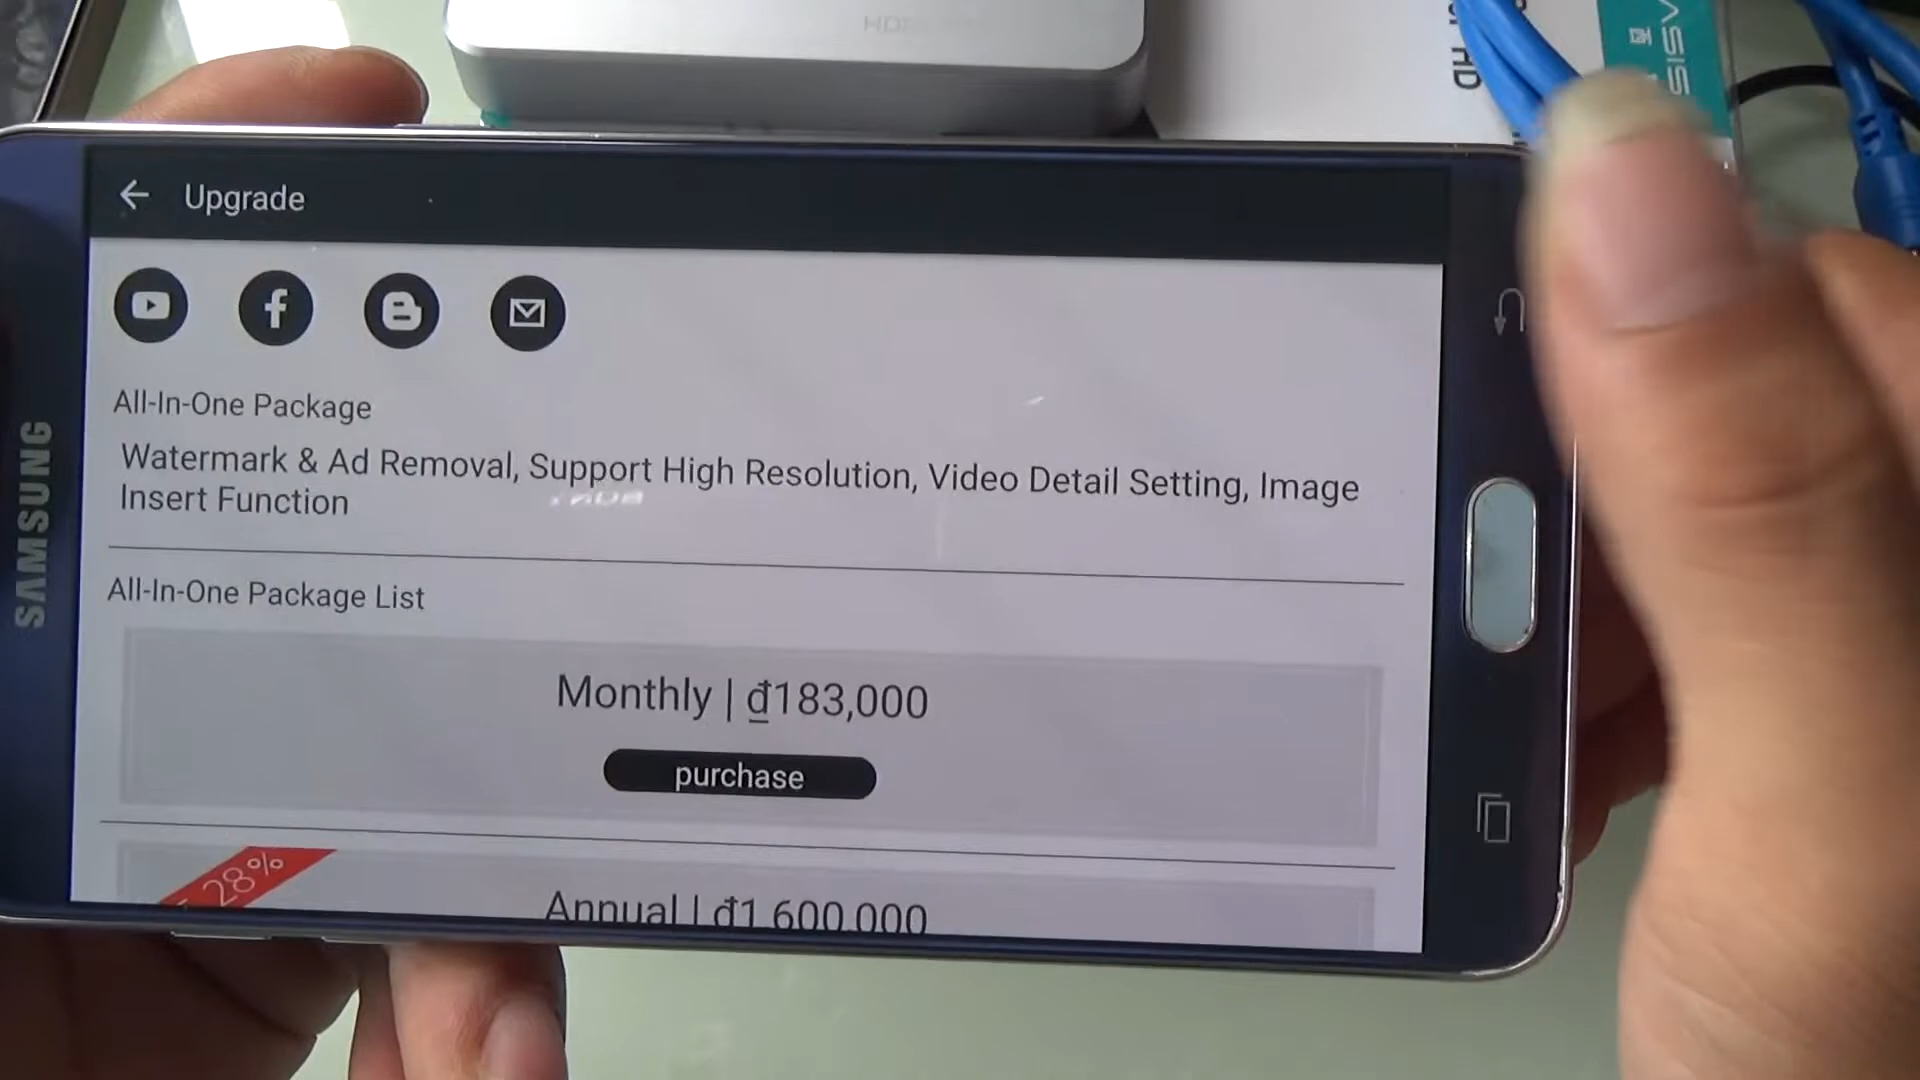 HD
Upgrade
All-In-One Package
Watermark & Ad Removal, Support High Resolution, Video Detail Setting, Image
Insert Function
All-In-One Package List
Monthly | ₫183,000
purchase
28%
Annual | ₫1,600,000
SAMSUNG